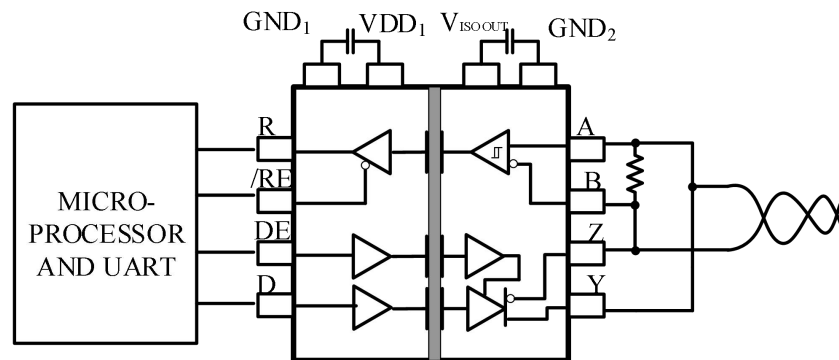 GND1 VDD1 VISOOUT GND2
R
/RE
DE
D
MICRO-
PROCESSOR
AND UART
A
B
Z
Y